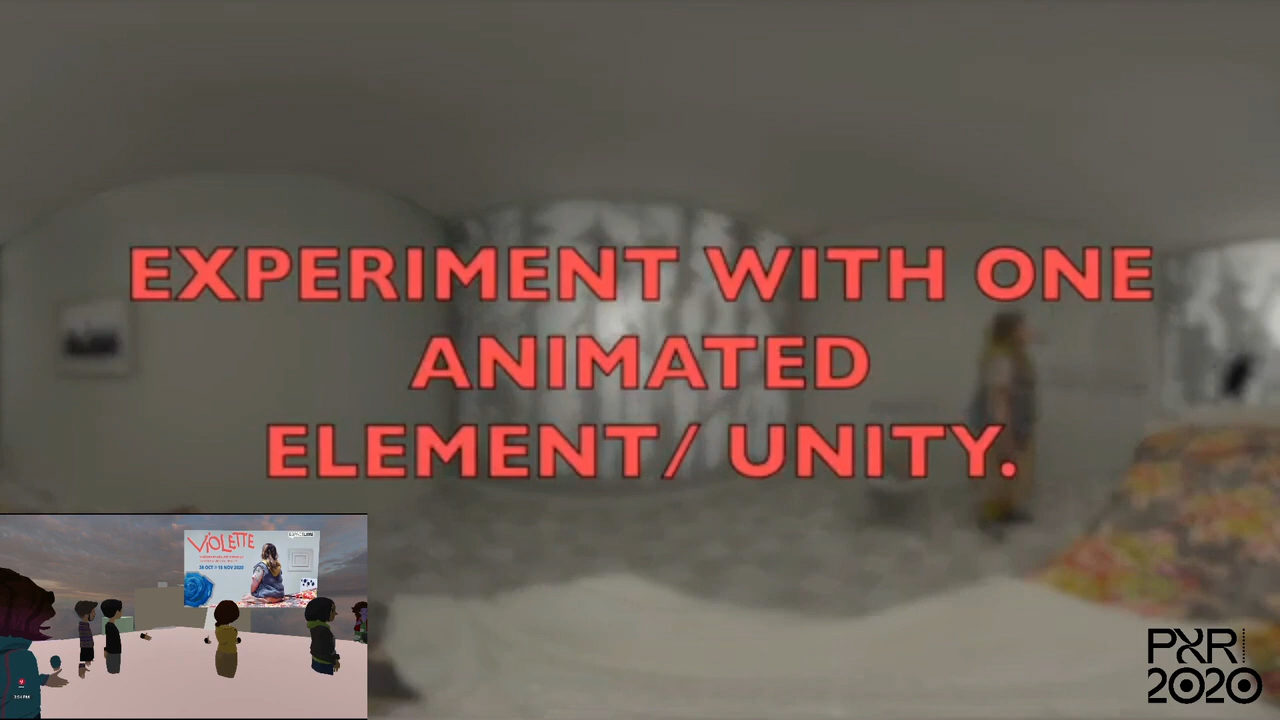 EXPERIMENT WITH ONE
ANIMATED
ELEMENT/ UNITY.
VIOLETTE
28 OCT > 15 NOV 2020
PXR
2020